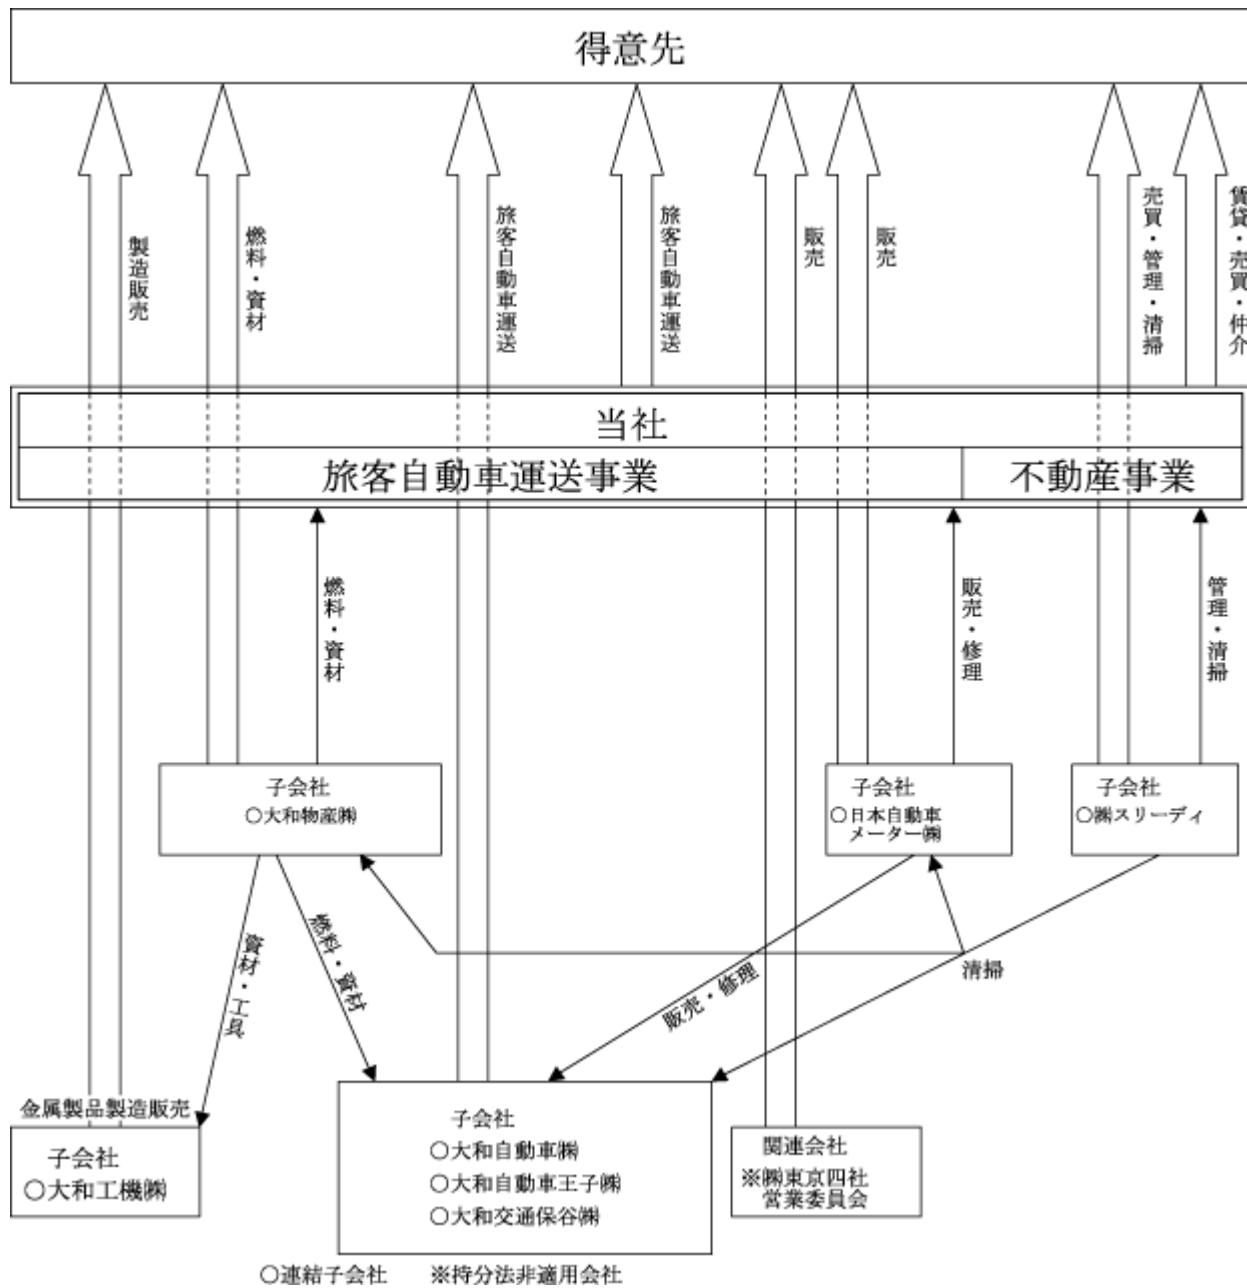 得意先
製造販売
燃料・資材
旅客自動車運送
旅客自動車運送
販売
販売
売買・管理・清掃
賃貸・売買・仲介
当社
旅客自動車運送事業
不動産事業
燃料・資材
販売・修理
管理・清掃
子会社
○大和物産㈱
子会社
○日本自動車
メーター㈱
子会社
○㈱スリーディ
資材・工具
燃料・資材
販売・修理
清掃
金属製品製造販売
子会社
○大和工機㈱
子会社
○大和自動車㈱
○大和自動車王子㈱
○大和交通保谷㈱
関連会社
※㈱東京四社
営業委員会
○連結子会社 ※持分法非適用会社